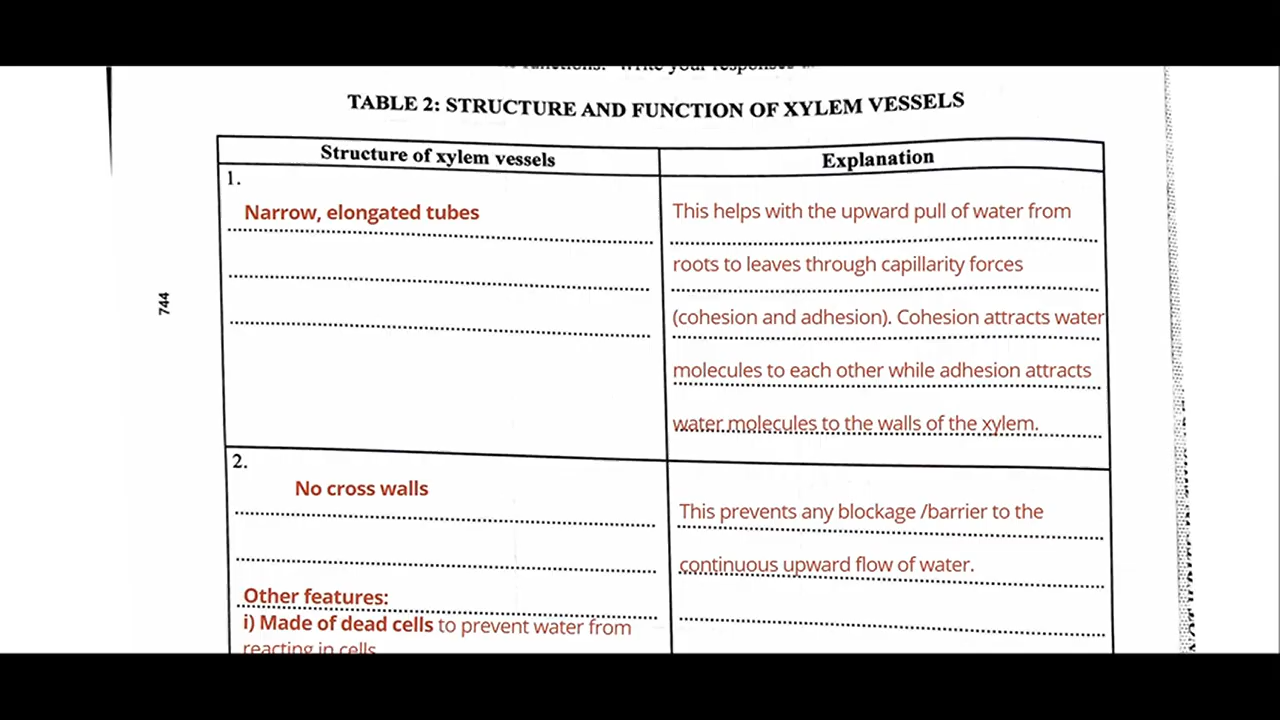 TABLE 2: STRUCTURE AND FUNCTION OF XYLEM VESSELS
Structure of xylem vessels
Explanation
1.
Narrow, elongated tubes
This helps with the upward pull of water from
roots to leaves through capillarity forces
(cohesion and adhesion). Cohesion attracts water
molecules to each other while adhesion attracts
water molecules to the walls of the xylem.
744
2.
No cross walls
This prevents any blockage /barrier to the
continuous upward flow of water.
Other features:
i) Made of dead cells to prevent water from
reacting in cells